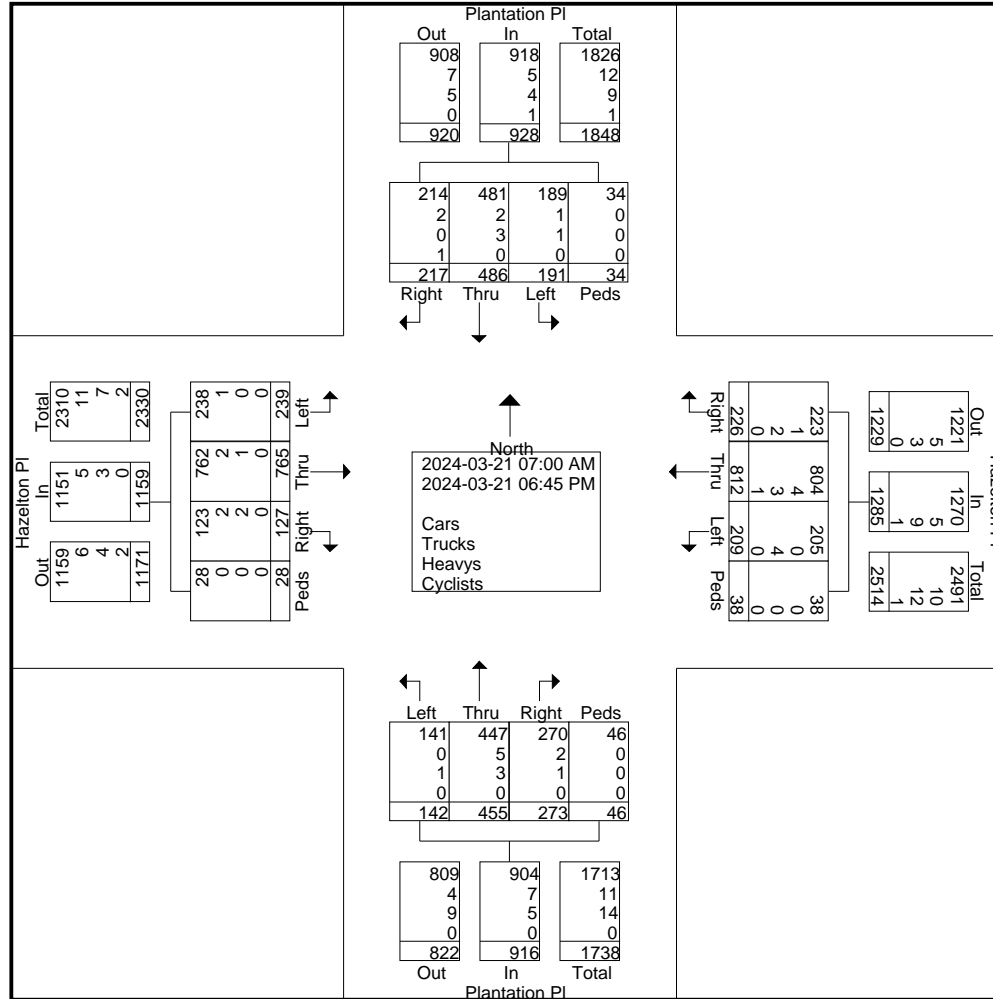 Plantation Pl
Out In Total
908 918 1826
7 5 12
5 4 9
0 1 1
920 928 1848
214 481 189 34
2 2 1 0
0 3 1 0
1 0 0 0
217 486 191 34
Right Thru Left Peds
Hazelton Pl
Total In Out
2310 1151 1159
11 5 6
7 3 4
2 0 2
2330 1159 1171
238 762 123 28
1 2 2 0
0 1 2 0
0 0 0 0
239 765 127 28
Left Thru Right Peds
North
2024-03-21 07:00 AM
2024-03-21 06:45 PM
Cars
Trucks
Heavys
Cyclists
Right Thru Left Peds
223 804 205 38
1 4 0 0
2 3 4 0
0 1 0 0
226 812 209 38
Out In Total
1221 1270 2491
5 5 10
3 9 12
0 1 1
1229 1285 2514
Left Thru Right Peds
141 447 270 46
0 5 2 0
1 3 1 0
0 0 0 0
142 455 273 46
809 904 1713
4 7 11
9 5 14
0 0 0
822 916 1738
Out In Total
Plantation Pl